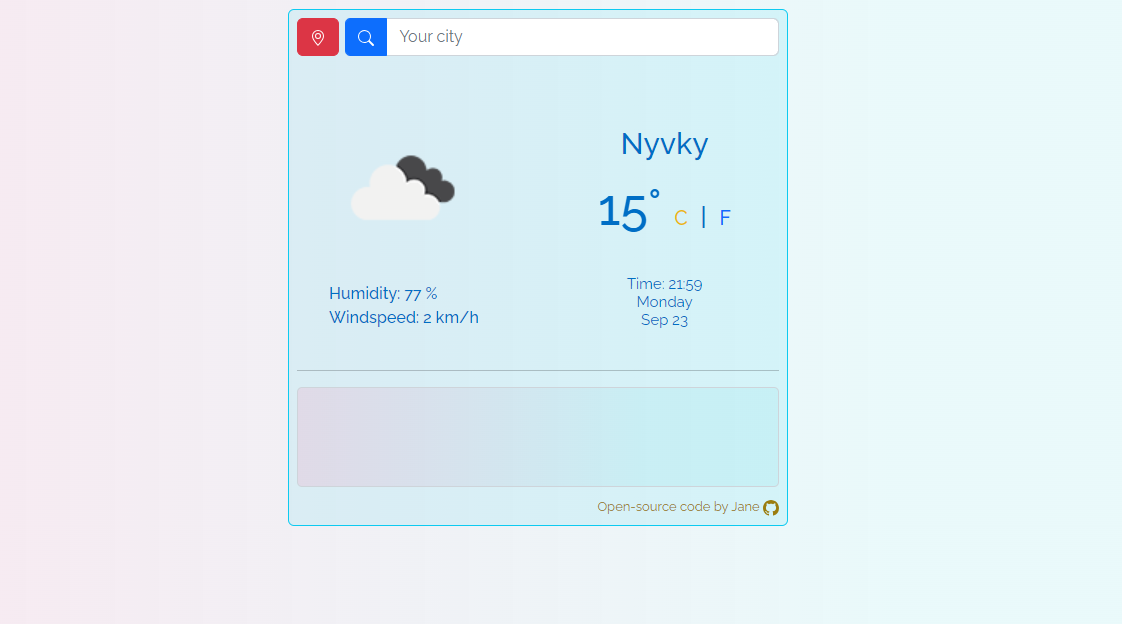 Your city
Nyvky
15° C | F
Humidity: 77 %
Windspeed: 2 km/h
Time: 21:59
Monday
Sep 23
Open-source code by Jane